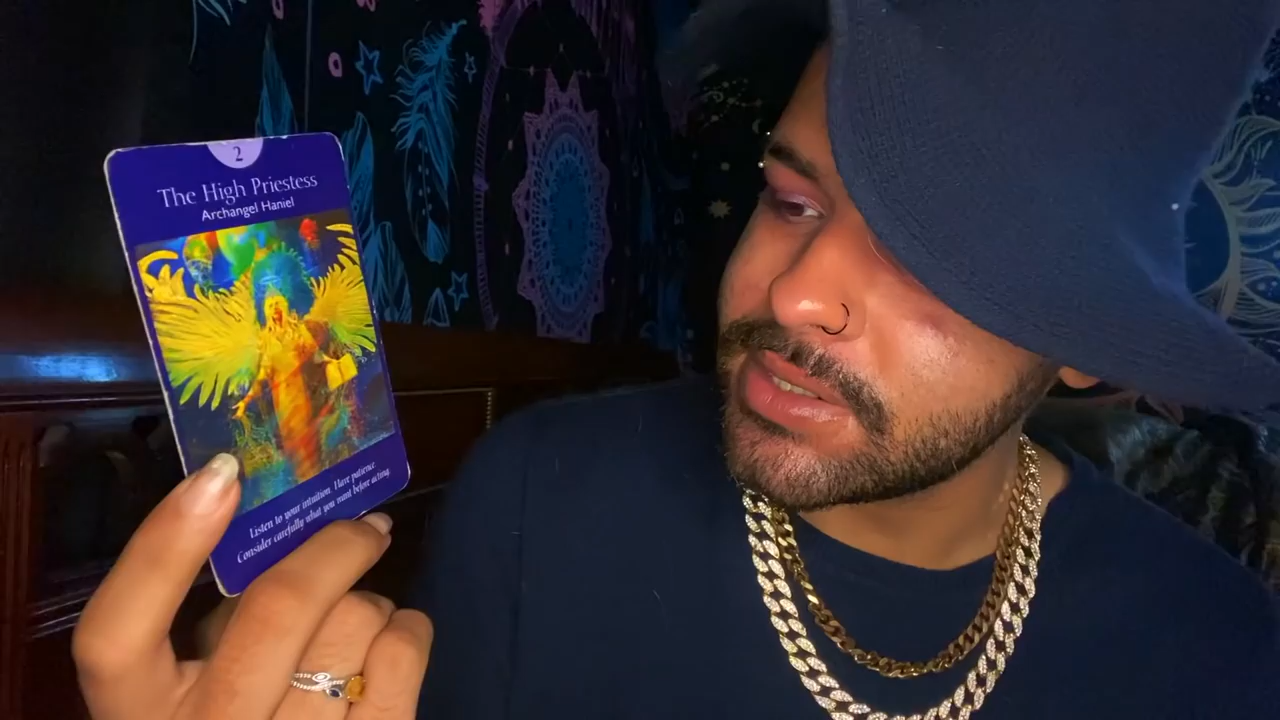 2
The High Priestess
Archangel Haniel
Listen to your intuition. Have patience.
Consider carefully what you want before acting.